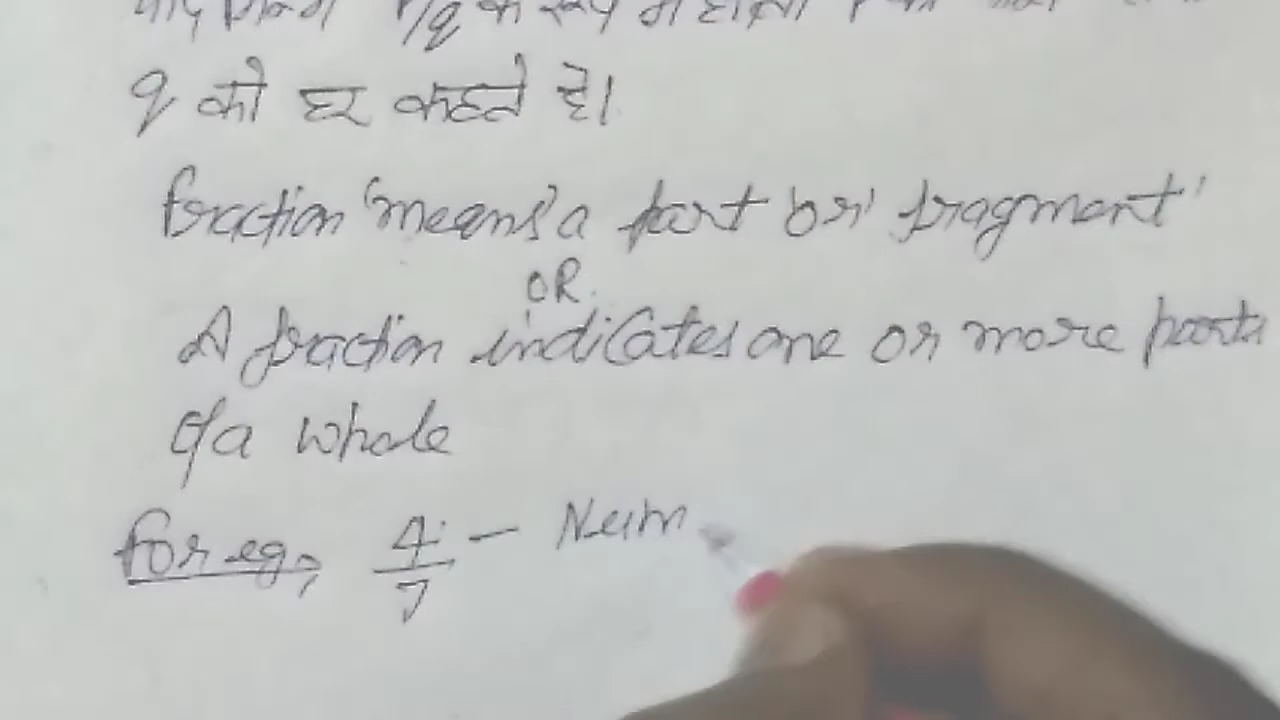 p/q के रूप में
q को हर कहते है।
fraction 'means' a part or 'fragment'
OR
A fraction indicates one or more parts
of a whole
for eg, 4/7 — Num